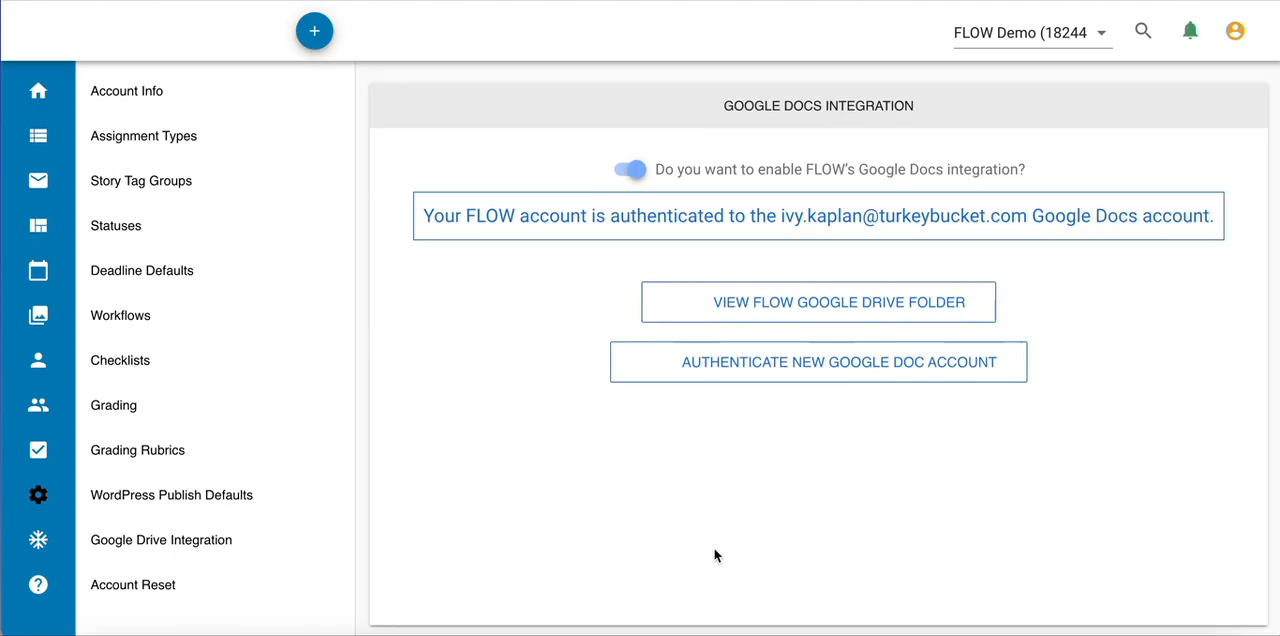 +
FLOW Demo (18244
Account Info
Assignment Types
Story Tag Groups
Statuses
Deadline Defaults
Workflows
Checklists
Grading
Grading Rubrics
WordPress Publish Defaults
Google Drive Integration
Account Reset
?
GOOGLE DOCS INTEGRATION
Do you want to enable FLOW's Google Docs integration?
Your FLOW account is authenticated to the ivy.kaplan@turkeybucket.com Google Docs account.
VIEW FLOW GOOGLE DRIVE FOLDER
AUTHENTICATE NEW GOOGLE DOC ACCOUNT